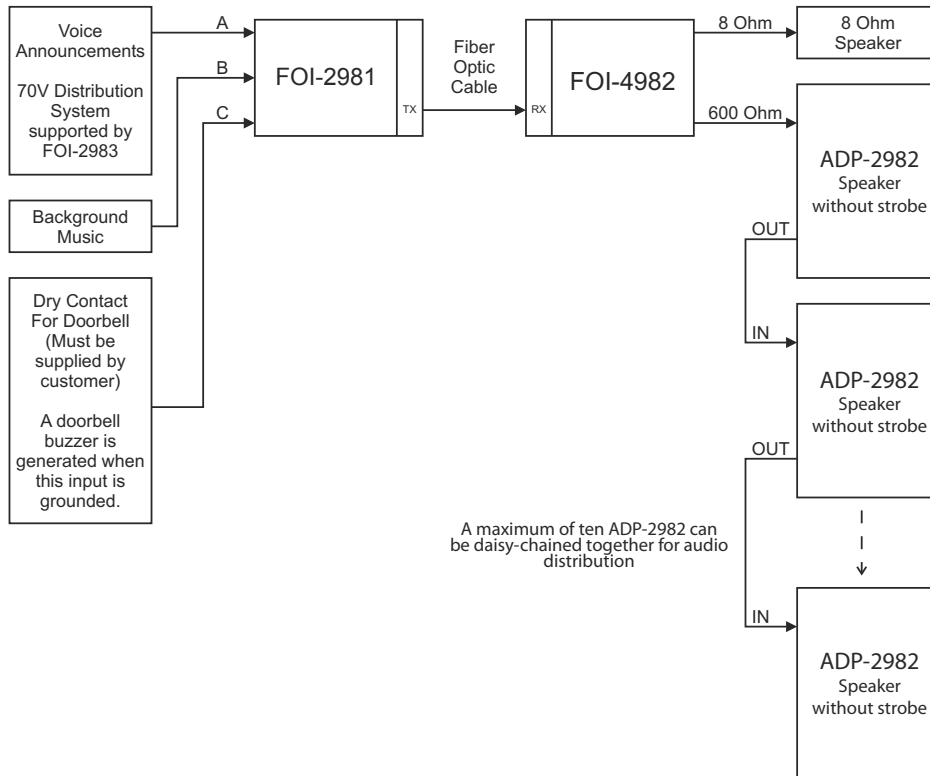 Voice
Announcements
70V Distribution
System
supported by
FOI-2983
Background
Music
Dry Contact
For Doorbell
(Must be
supplied by
customer)
A doorbell
buzzer is
generated when
this input is
grounded.
A
B
C
FOI-2981
TX
Fiber
Optic
Cable
RX
FOI-4982
8 Ohm
600 Ohm
8 Ohm
Speaker
ADP-2982
Speaker
without strobe
OUT
IN
ADP-2982
Speaker
without strobe
OUT
A maximum of ten ADP-2982 can
be daisy-chained together for audio
distribution
IN
ADP-2982
Speaker
without strobe